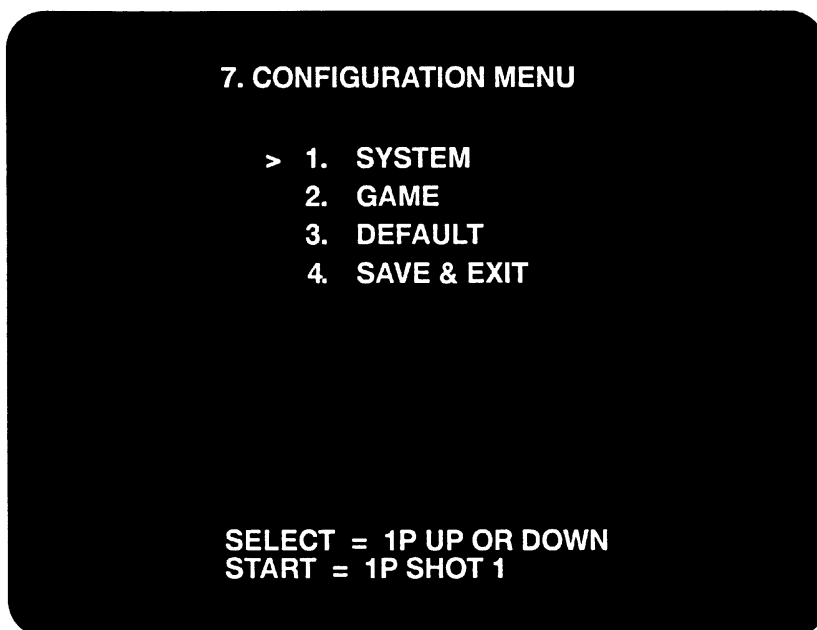 7. CONFIGURATION MENU
> 1. SYSTEM
2. GAME
3. DEFAULT
4. SAVE & EXIT
SELECT = 1P UP OR DOWN
START = 1P SHOT 1